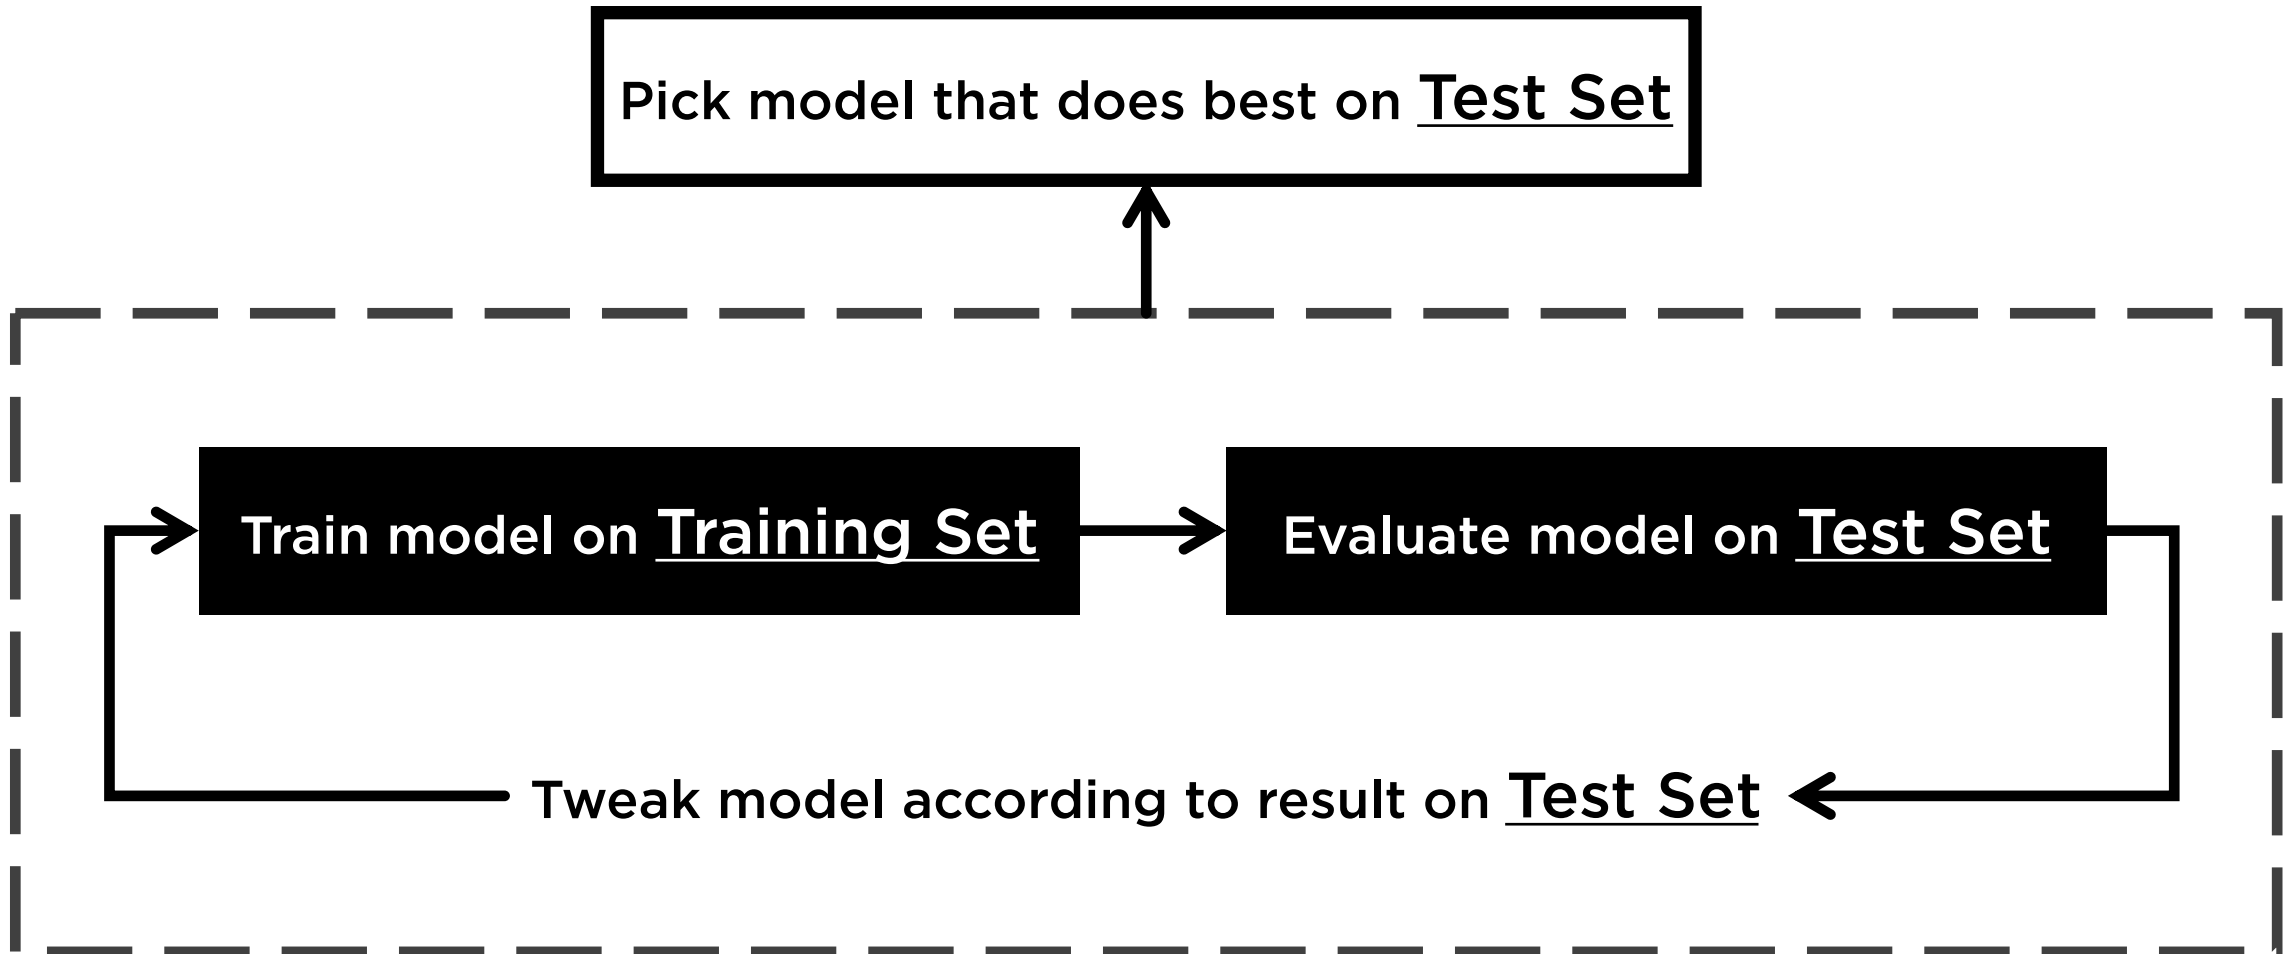 Pick model that does best on Test Set
Train model on Training Set
Evaluate model on Test Set
Tweak model according to result on Test Set